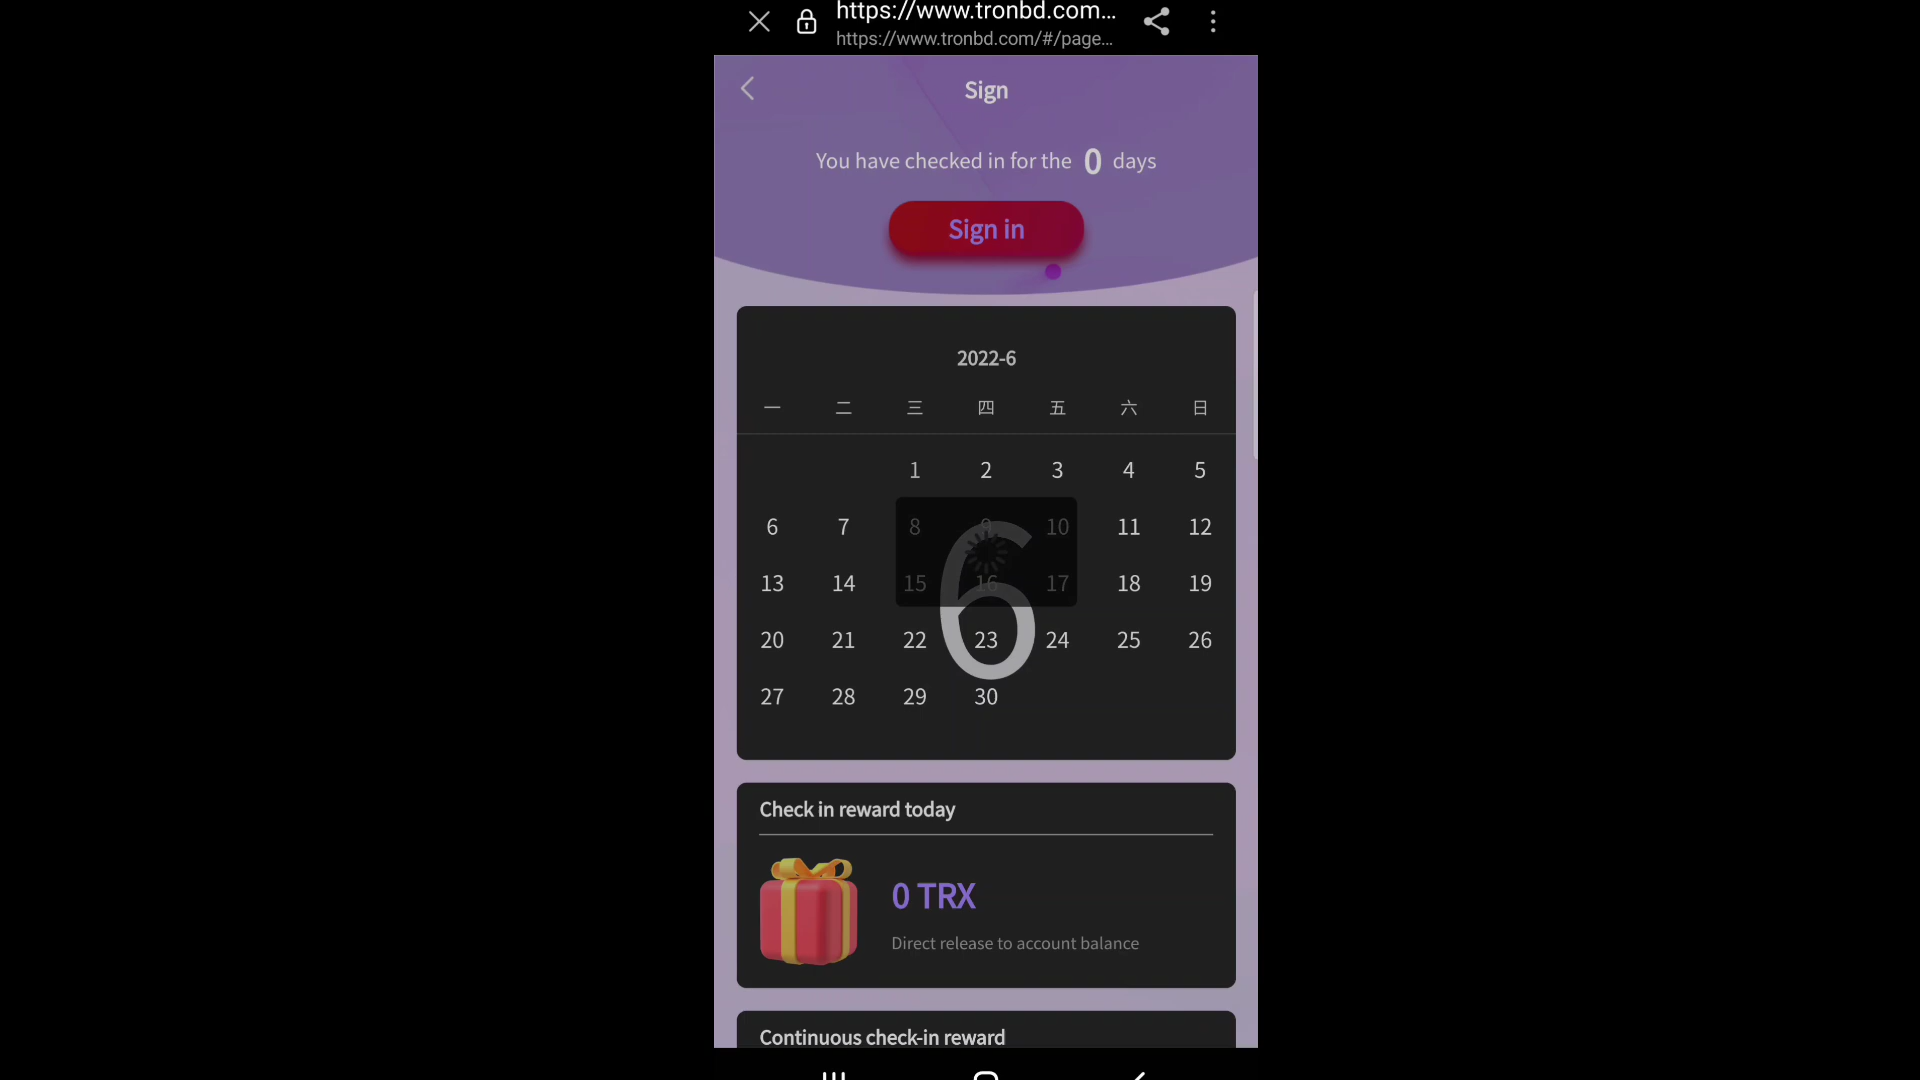 https://www.tronbd.com...
https://www.tronbd.com/#/page...
Sign
You have checked in for the 0 days
Sign in
2022-6
一 二 三 四 五 六 日
1 2 3 4 5
6 7 8 9 10 11 12
13 14 15 16 17 18 19
20 21 22 23 24 25 26
27 28 29 30
6
Check in reward today
0 TRX
Direct release to account balance
Continuous check-in reward